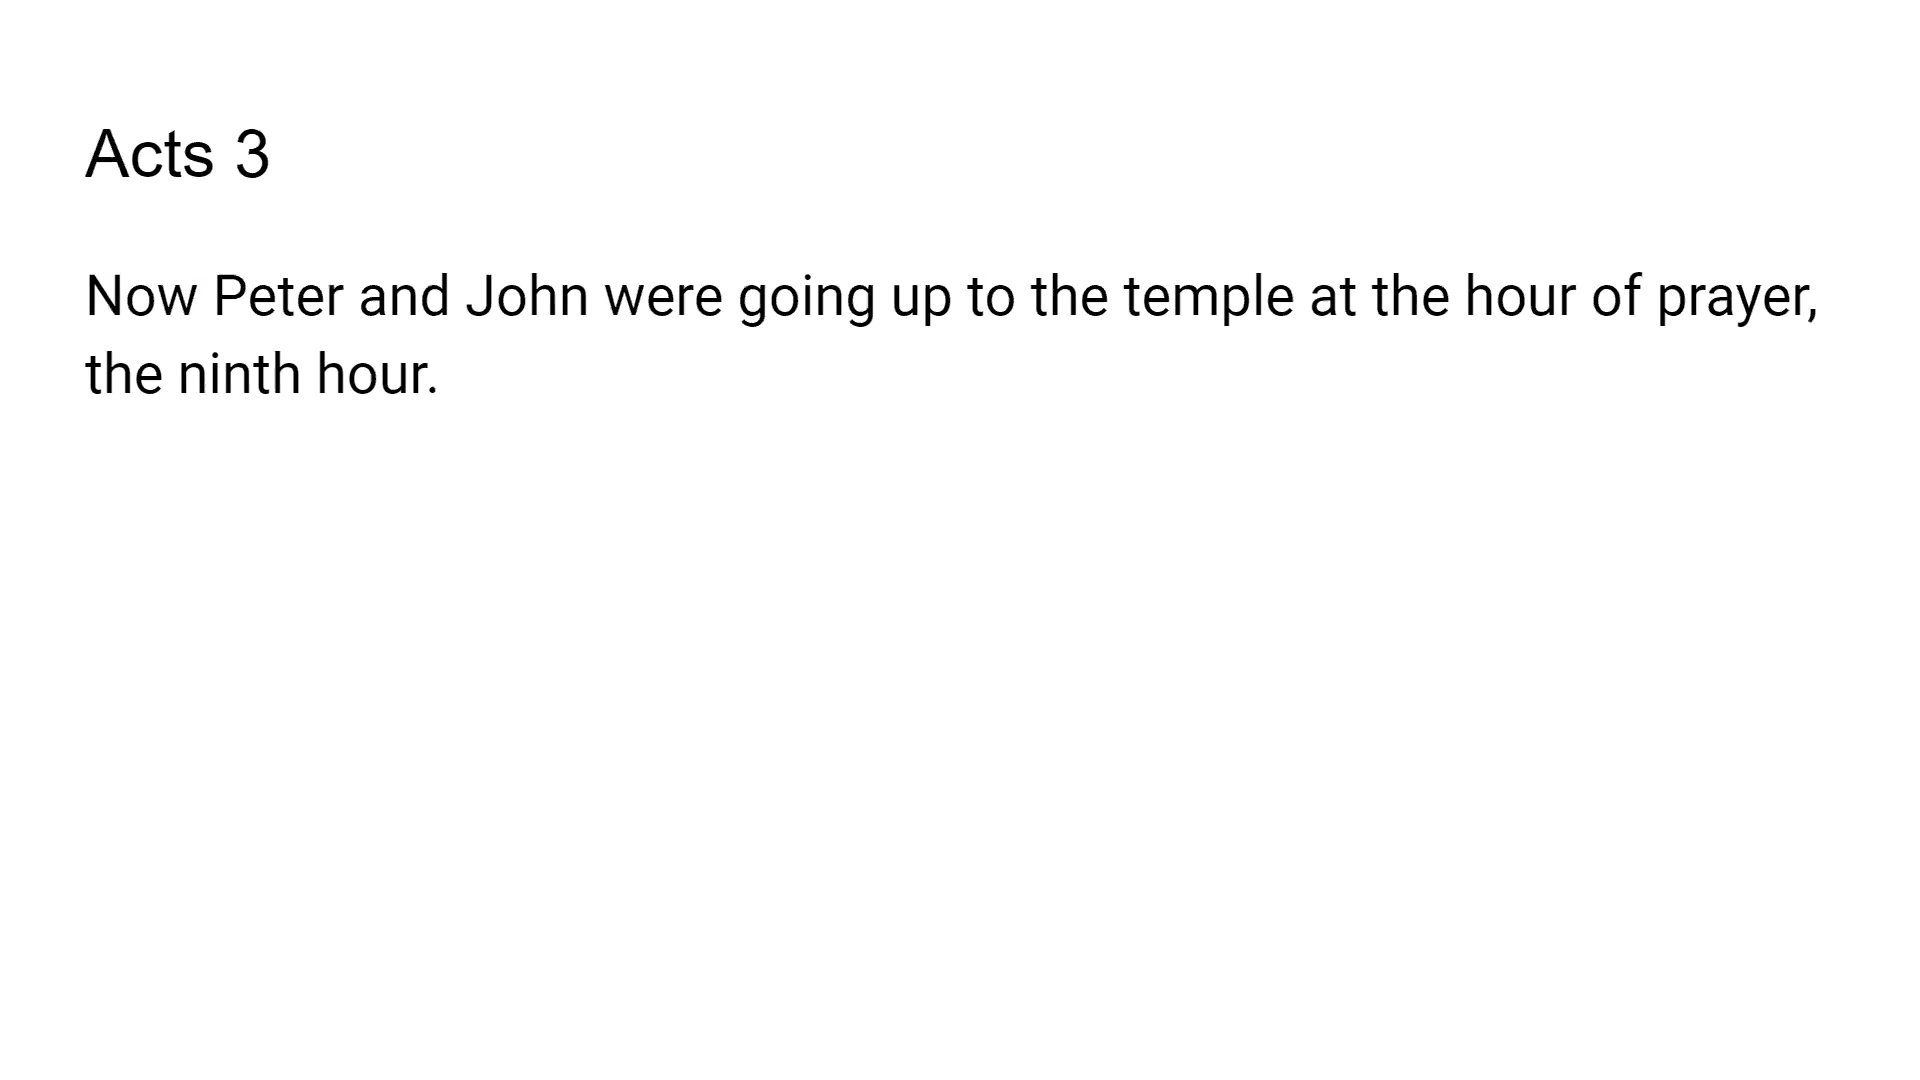 Acts 3
Now Peter and John were going up to the temple at the hour of prayer,
the ninth hour.